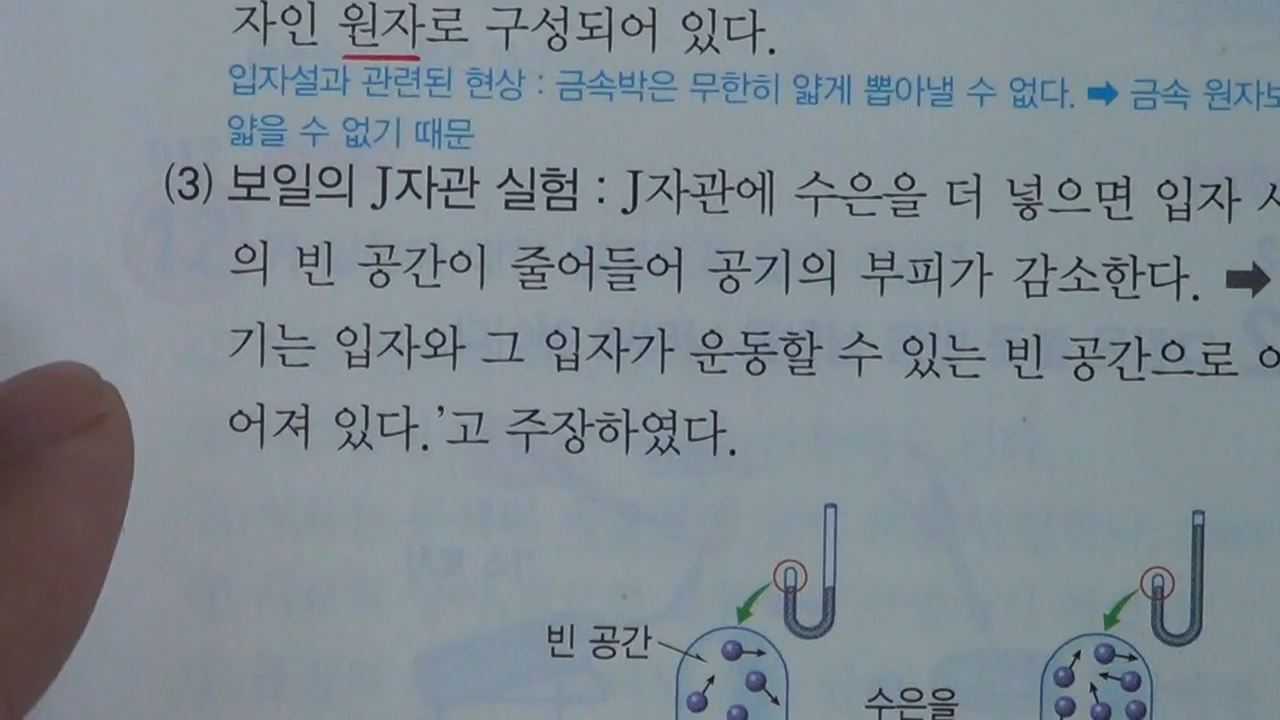 자인 원자로 구성되어 있다.
입자설과 관련된 현상 : 금속박은 무한히 얇게 뽑아낼 수 없다. ➡ 금속 원자보
얇을 수 없기 때문
(3) 보일의 J자관 실험 : J자관에 수은을 더 넣으면 입자
의 빈 공간이 줄어들어 공기의 부피가 감소한다. ➡
기는 입자와 그 입자가 운동할 수 있는 빈 공간으로
어져 있다.’고 주장하였다.
빈 공간
수은을